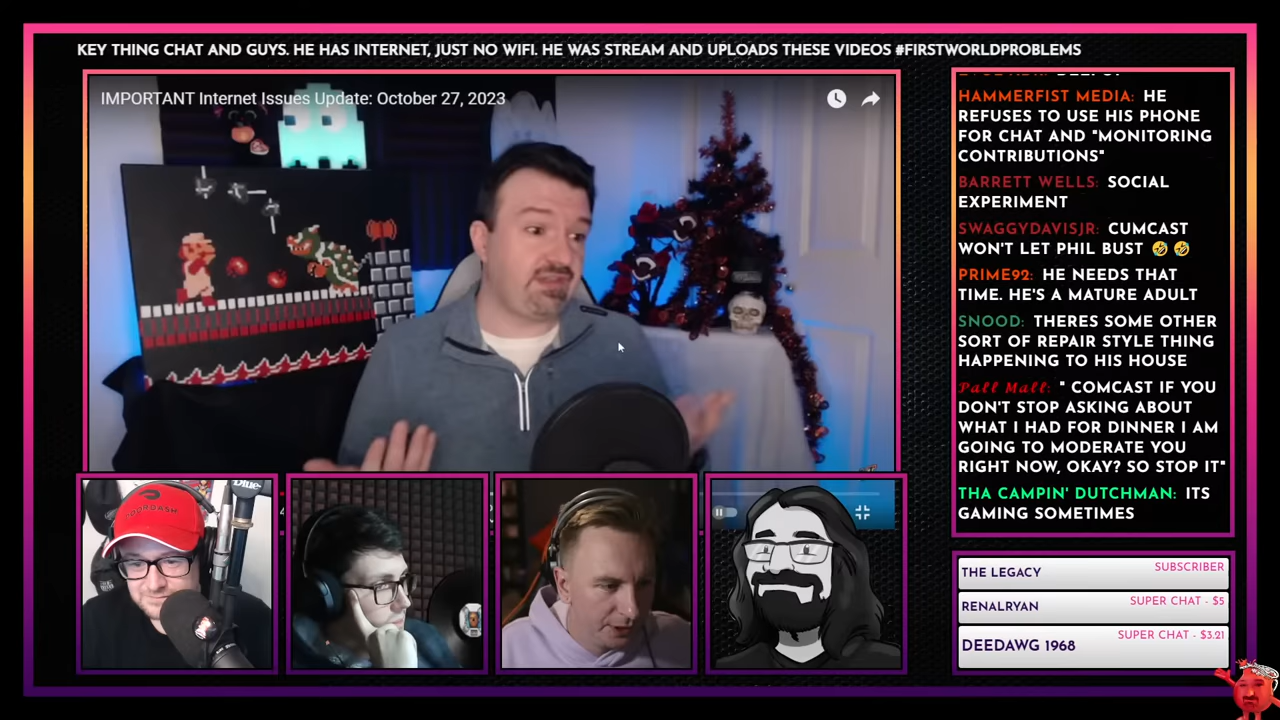 KEY THING CHAT AND GUYS. HE HAS INTERNET, JUST NO WIFI. HE WAS STREAM AND UPLOADS THESE VIDEOS #FIRSTWORLDPROBLEMS
IMPORTANT Internet Issues Update: October 27, 2023
HAMMERFIST MEDIA: HE
REFUSES TO USE HIS PHONE
FOR CHAT AND "MONITORING
CONTRIBUTIONS"
BARRETT WELLS: SOCIAL
EXPERIMENT
SWAGGYDAVISJR: CUMCAST
WON'T LET PHIL BUST 🤣 🤣
PRIME92: HE NEEDS THAT
TIME. HE'S A MATURE ADULT
SNOOD: THERES SOME OTHER
SORT OF REPAIR STYLE THING
HAPPENING TO HIS HOUSE
Pall Mall: " COMCAST IF YOU
DON'T STOP ASKING ABOUT
WHAT I HAD FOR DINNER I AM
GOING TO MODERATE YOU
RIGHT NOW, OKAY? SO STOP IT"
THA CAMPIN' DUTCHMAN: ITS
GAMING SOMETIMES
THE LEGACY SUBSCRIBER
RENALRYAN SUPER CHAT - $5
DEEDAWG 1968 SUPER CHAT - $3.21
DOORDASH
Blue